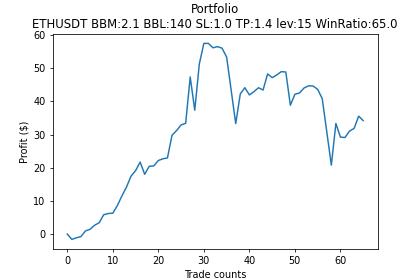 Portfolio
ETHUSDT BBM:2.1 BBL:140 SL:1.0 TP:1.4 lev:15 WinRatio:65.0
60
50
40
30
20
10
0
Profit ($)
0 10 20 30 40 50 60
Trade counts